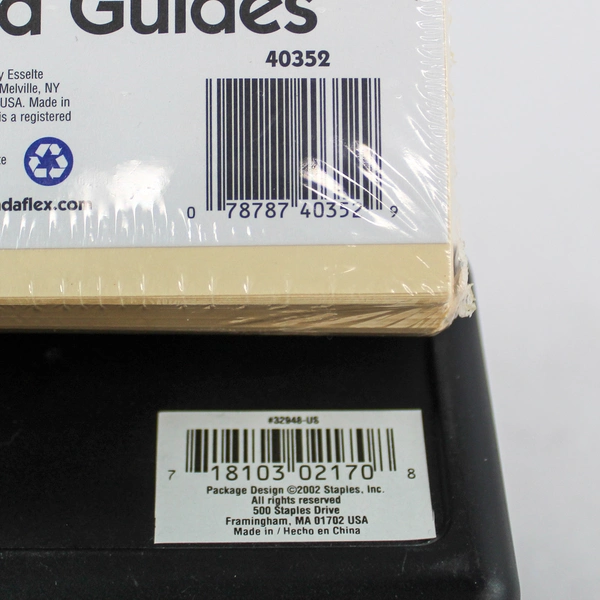 d Guides
40352
y Esselte
Melville, NY
USA. Made in
is a registered
te
daflex.com
0 78787 40352 9
#32948-US
7 18103 02170 8
Package Design ©2002 Staples, Inc.
All rights reserved
500 Staples Drive
Framingham, MA 01702 USA
Made in / Hecho en China